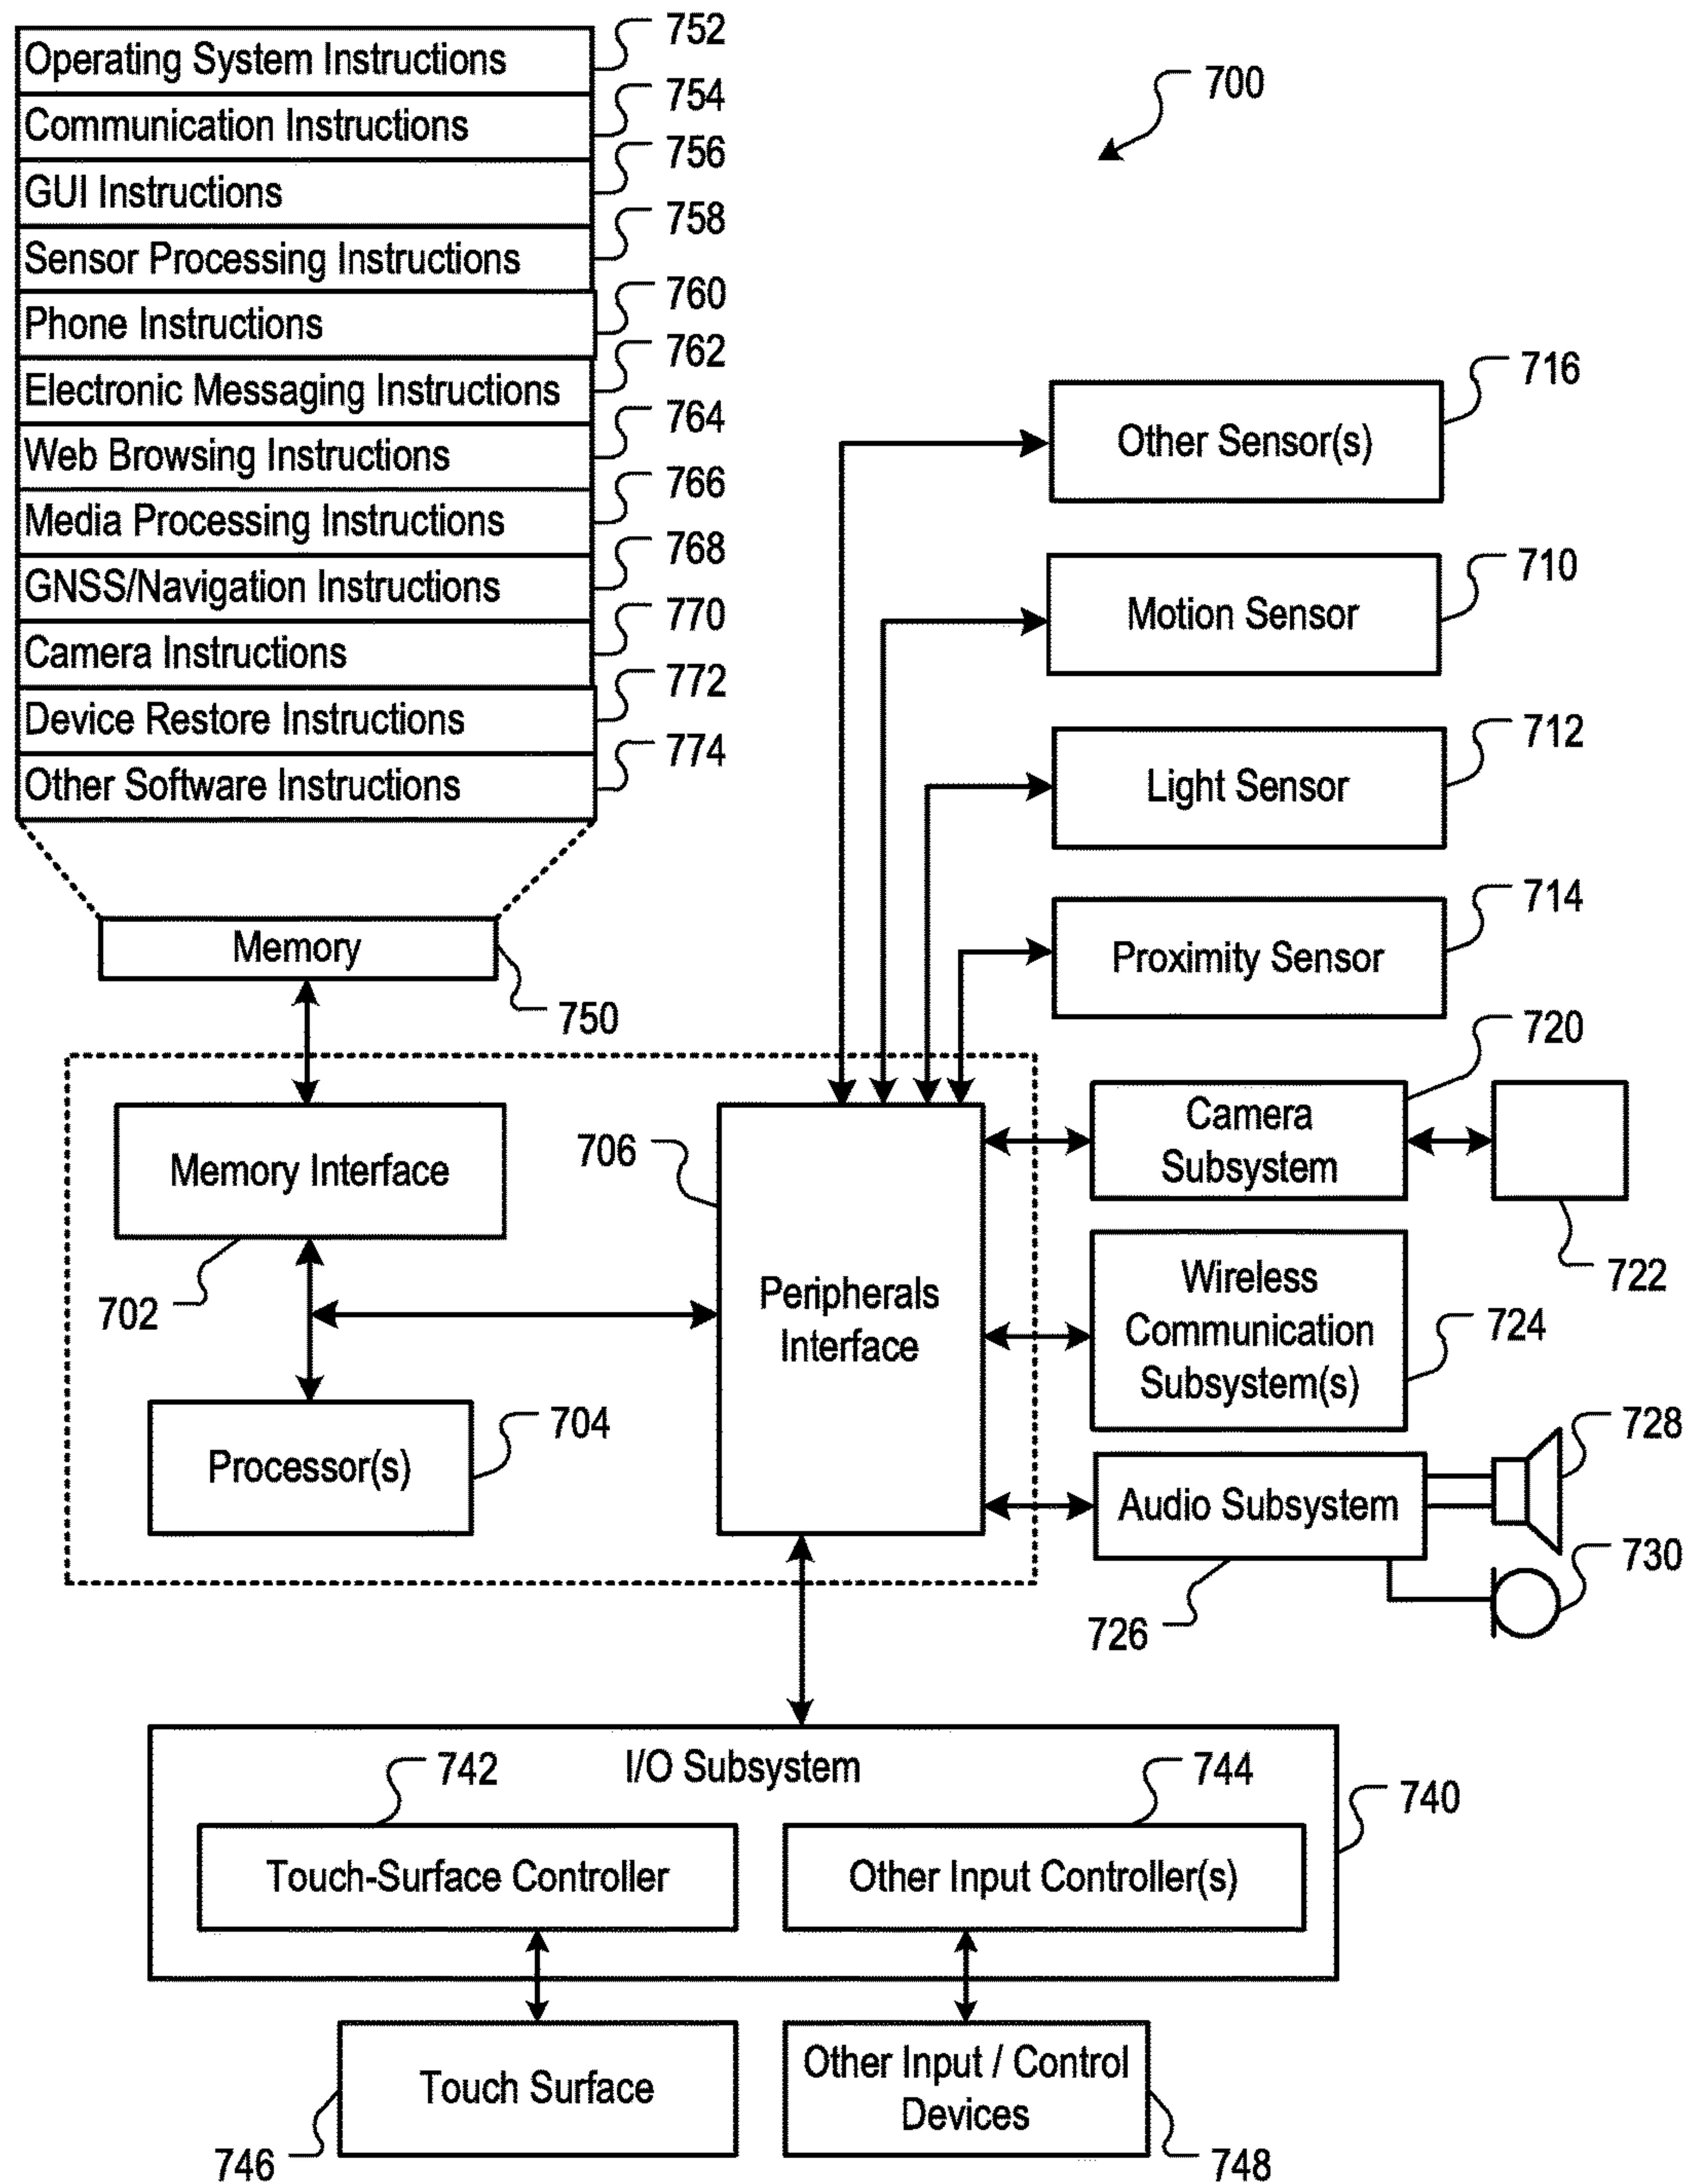 752
Operating System Instructions
754
Communication Instructions
756
GUI Instructions
758
Sensor Processing Instructions
760
Phone Instructions
762
Electronic Messaging Instructions
764
Web Browsing Instructions
766
Media Processing Instructions
768
GNSS/Navigation Instructions
770
Camera Instructions
772
Device Restore Instructions
774
Other Software Instructions
700
716
Other Sensor(s)
710
Motion Sensor
712
Light Sensor
714
Proximity Sensor
Memory
750
720
Camera
Subsystem
722
Memory Interface
702
706
Peripherals
Interface
Wireless
Communication
Subsystem(s)
724
704
Processor(s)
728
Audio Subsystem
726
730
I/O Subsystem
740
742
Touch-Surface Controller
744
Other Input Controller(s)
Touch Surface
746
Other Input / Control
Devices
748